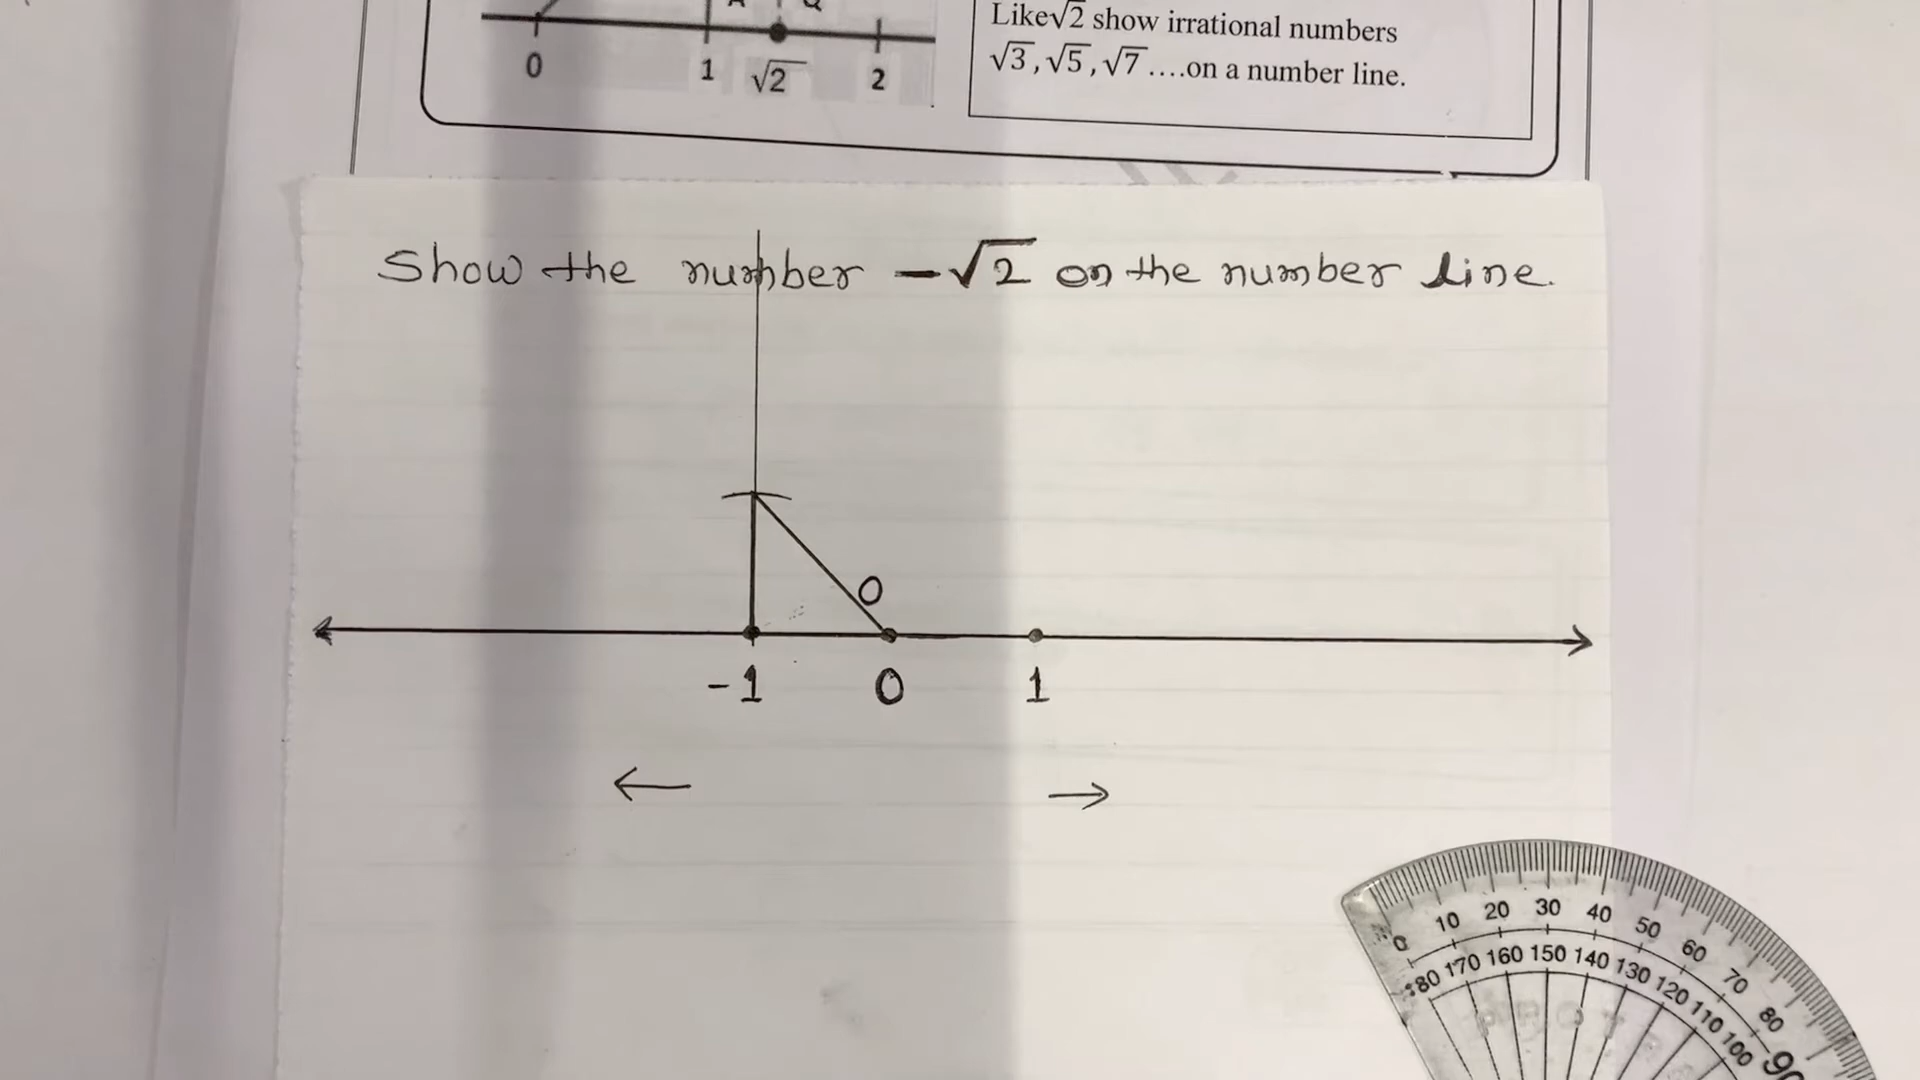 0 1 √2 2
Like√2 show irrational numbers
√3, √5, √7 ....on a number line.
Show the number -√2 on the number line.
O
-1 0 1
0 10 20 30 40 50 60 70 80 90
180 170 160 150 140 130 120 110 100